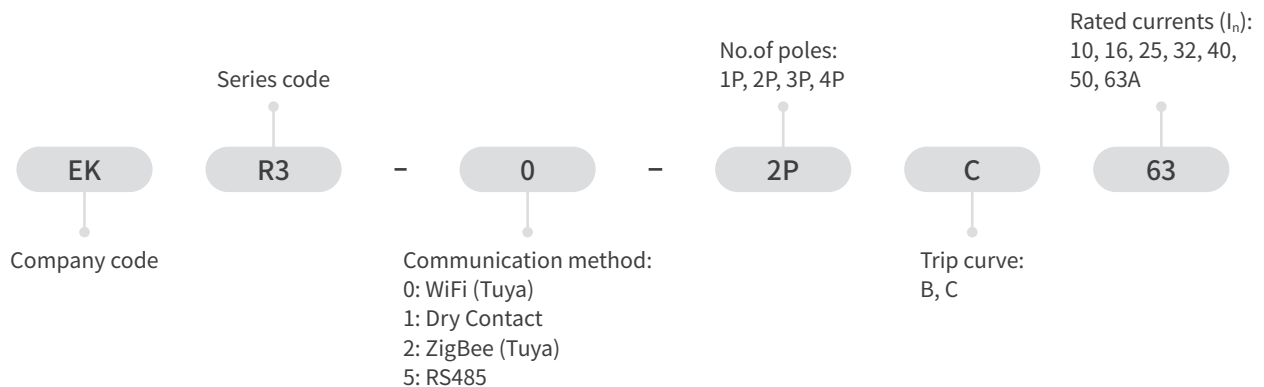 Rated currents (In):
10, 16, 25, 32, 40,
50, 63A
No.of poles:
1P, 2P, 3P, 4P
Series code
EK R3 – 0 – 2P C 63
Company code
Communication method:
0: WiFi (Tuya)
1: Dry Contact
2: ZigBee (Tuya)
5: RS485
Trip curve:
B, C